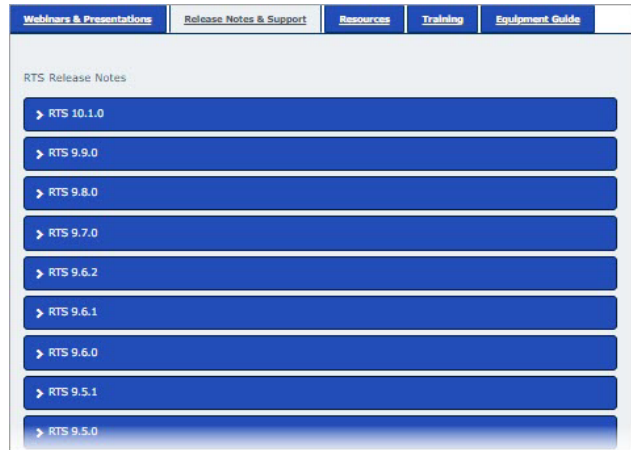 Webinars & Presentations Release Notes & Support Resources Training Equipment Guide
RTS Release Notes
RTS 10.1.0
RTS 9.9.0
RTS 9.8.0
RTS 9.7.0
RTS 9.6.2
RTS 9.6.1
RTS 9.6.0
RTS 9.5.1
RTS 9.5.0